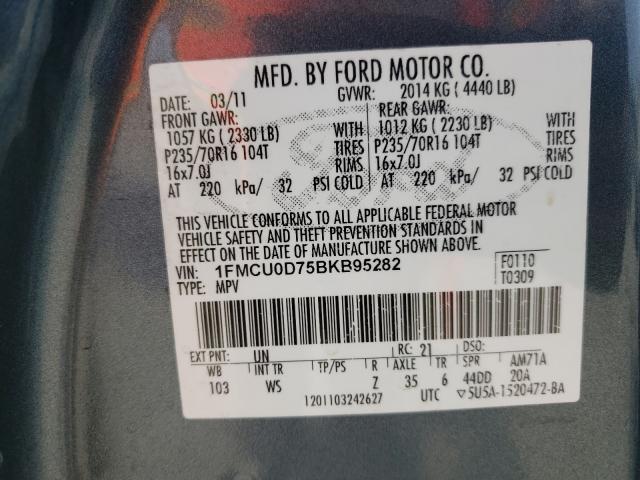 MFD. BY FORD MOTOR CO.
DATE: 03/11 GVWR: 2014 KG ( 4440 LB)
FRONT GAWR: REAR GAWR:
1057 KG ( 2330 LB) WITH 1012 KG ( 2230 LB) WITH
P235/70R16 104T TIRES P235/70R16 104T TIRES
16x7.0J RIMS 16x7.0J RIMS
AT 220 kPa/ 32 PSI COLD AT 220 kPa/ 32 PSI COLD
THIS VEHICLE CONFORMS TO ALL APPLICABLE FEDERAL MOTOR
VEHICLE SAFETY AND THEFT PREVENTION STANDARDS IN
EFFECT ON THE DATE OF MANUFACTURE SHOWN ABOVE.
VIN: 1FMCU0D75BKB95282 F0110
TYPE: MPV T0309
EXT PNT: UN RC: 21 DSO:
WB INT TR TP/PS R AXLE TR SPR AM71A
103 WS Z 35 6 44DD 20A
1201103242627 UTC ▽5U5A-1520472-BA